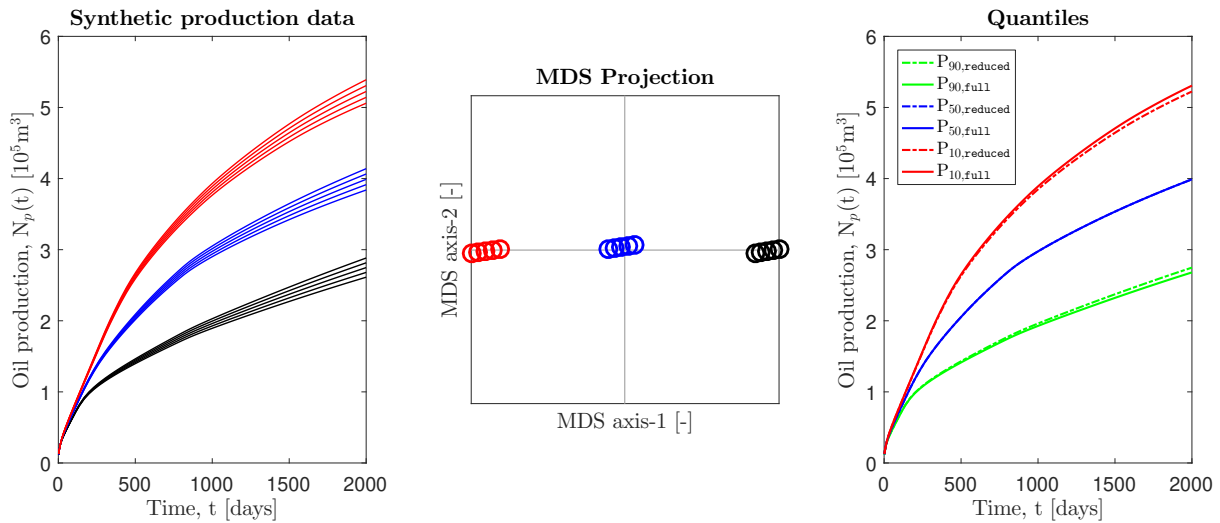 Synthetic production data
6
5
4
3
2
1
0
Oil production, N_p(t) [10^5 m^3]
0 500 1000 1500 2000
Time, t [days]
MDS Projection
MDS axis-2 [-]
MDS axis-1 [-]
Quantiles
6
5
4
3
2
1
0
Oil production, N_p(t) [10^5 m^3]
P_90,reduced
P_90,full
P_50,reduced
P_50,full
P_10,reduced
P_10,full
0 500 1000 1500 2000
Time, t [days]